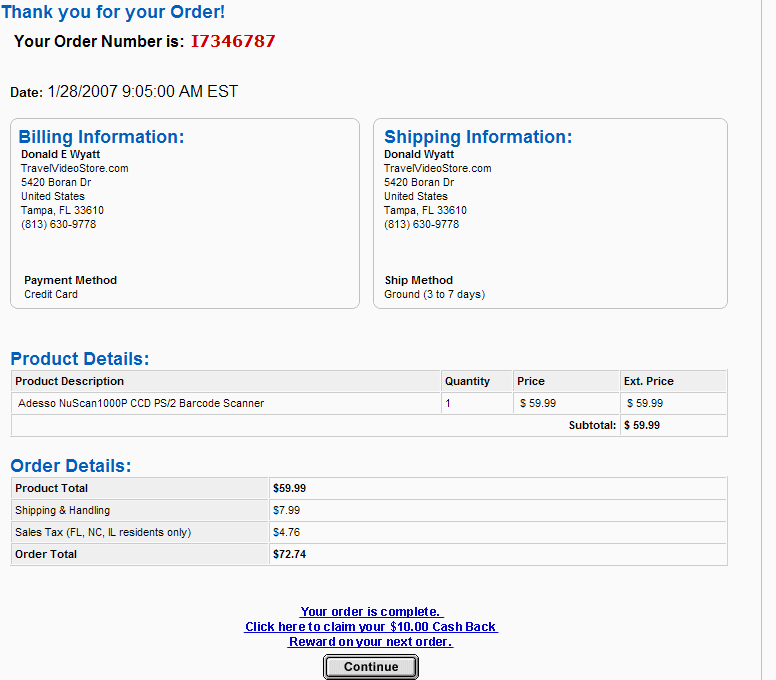 Thank you for your Order!
Your Order Number is: I7346787
Date: 1/28/2007 9:05:00 AM EST
Billing Information:
Donald E Wyatt
TravelVideoStore.com
5420 Boran Dr
United States
Tampa, FL 33610
(813) 630-9778
Payment Method
Credit Card
Shipping Information:
Donald Wyatt
TravelVideoStore.com
5420 Boran Dr
United States
Tampa, FL 33610
(813) 630-9778
Ship Method
Ground (3 to 7 days)
Product Details:
Product Description Quantity Price Ext. Price
Adesso NuScan1000P CCD PS/2 Barcode Scanner 1 $ 59.99 $ 59.99
Subtotal: $ 59.99
Order Details:
Product Total $59.99
Shipping & Handling $7.99
Sales Tax (FL, NC, IL residents only) $4.76
Order Total $72.74
Your order is complete.
Click here to claim your $10.00 Cash Back
Reward on your next order.
Continue